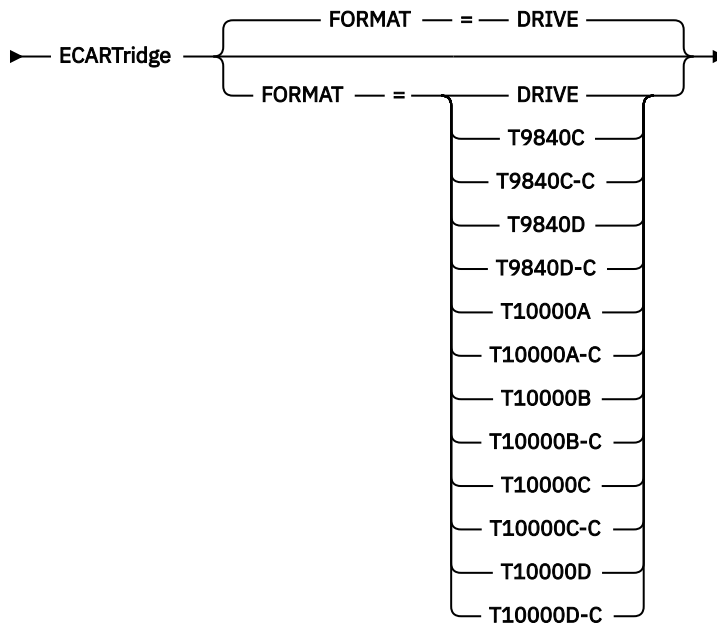 FORMAT = DRIVE
ECARTridge
FORMAT = DRIVE
T9840C
T9840C-C
T9840D
T9840D-C
T10000A
T10000A-C
T10000B
T10000B-C
T10000C
T10000C-C
T10000D
T10000D-C